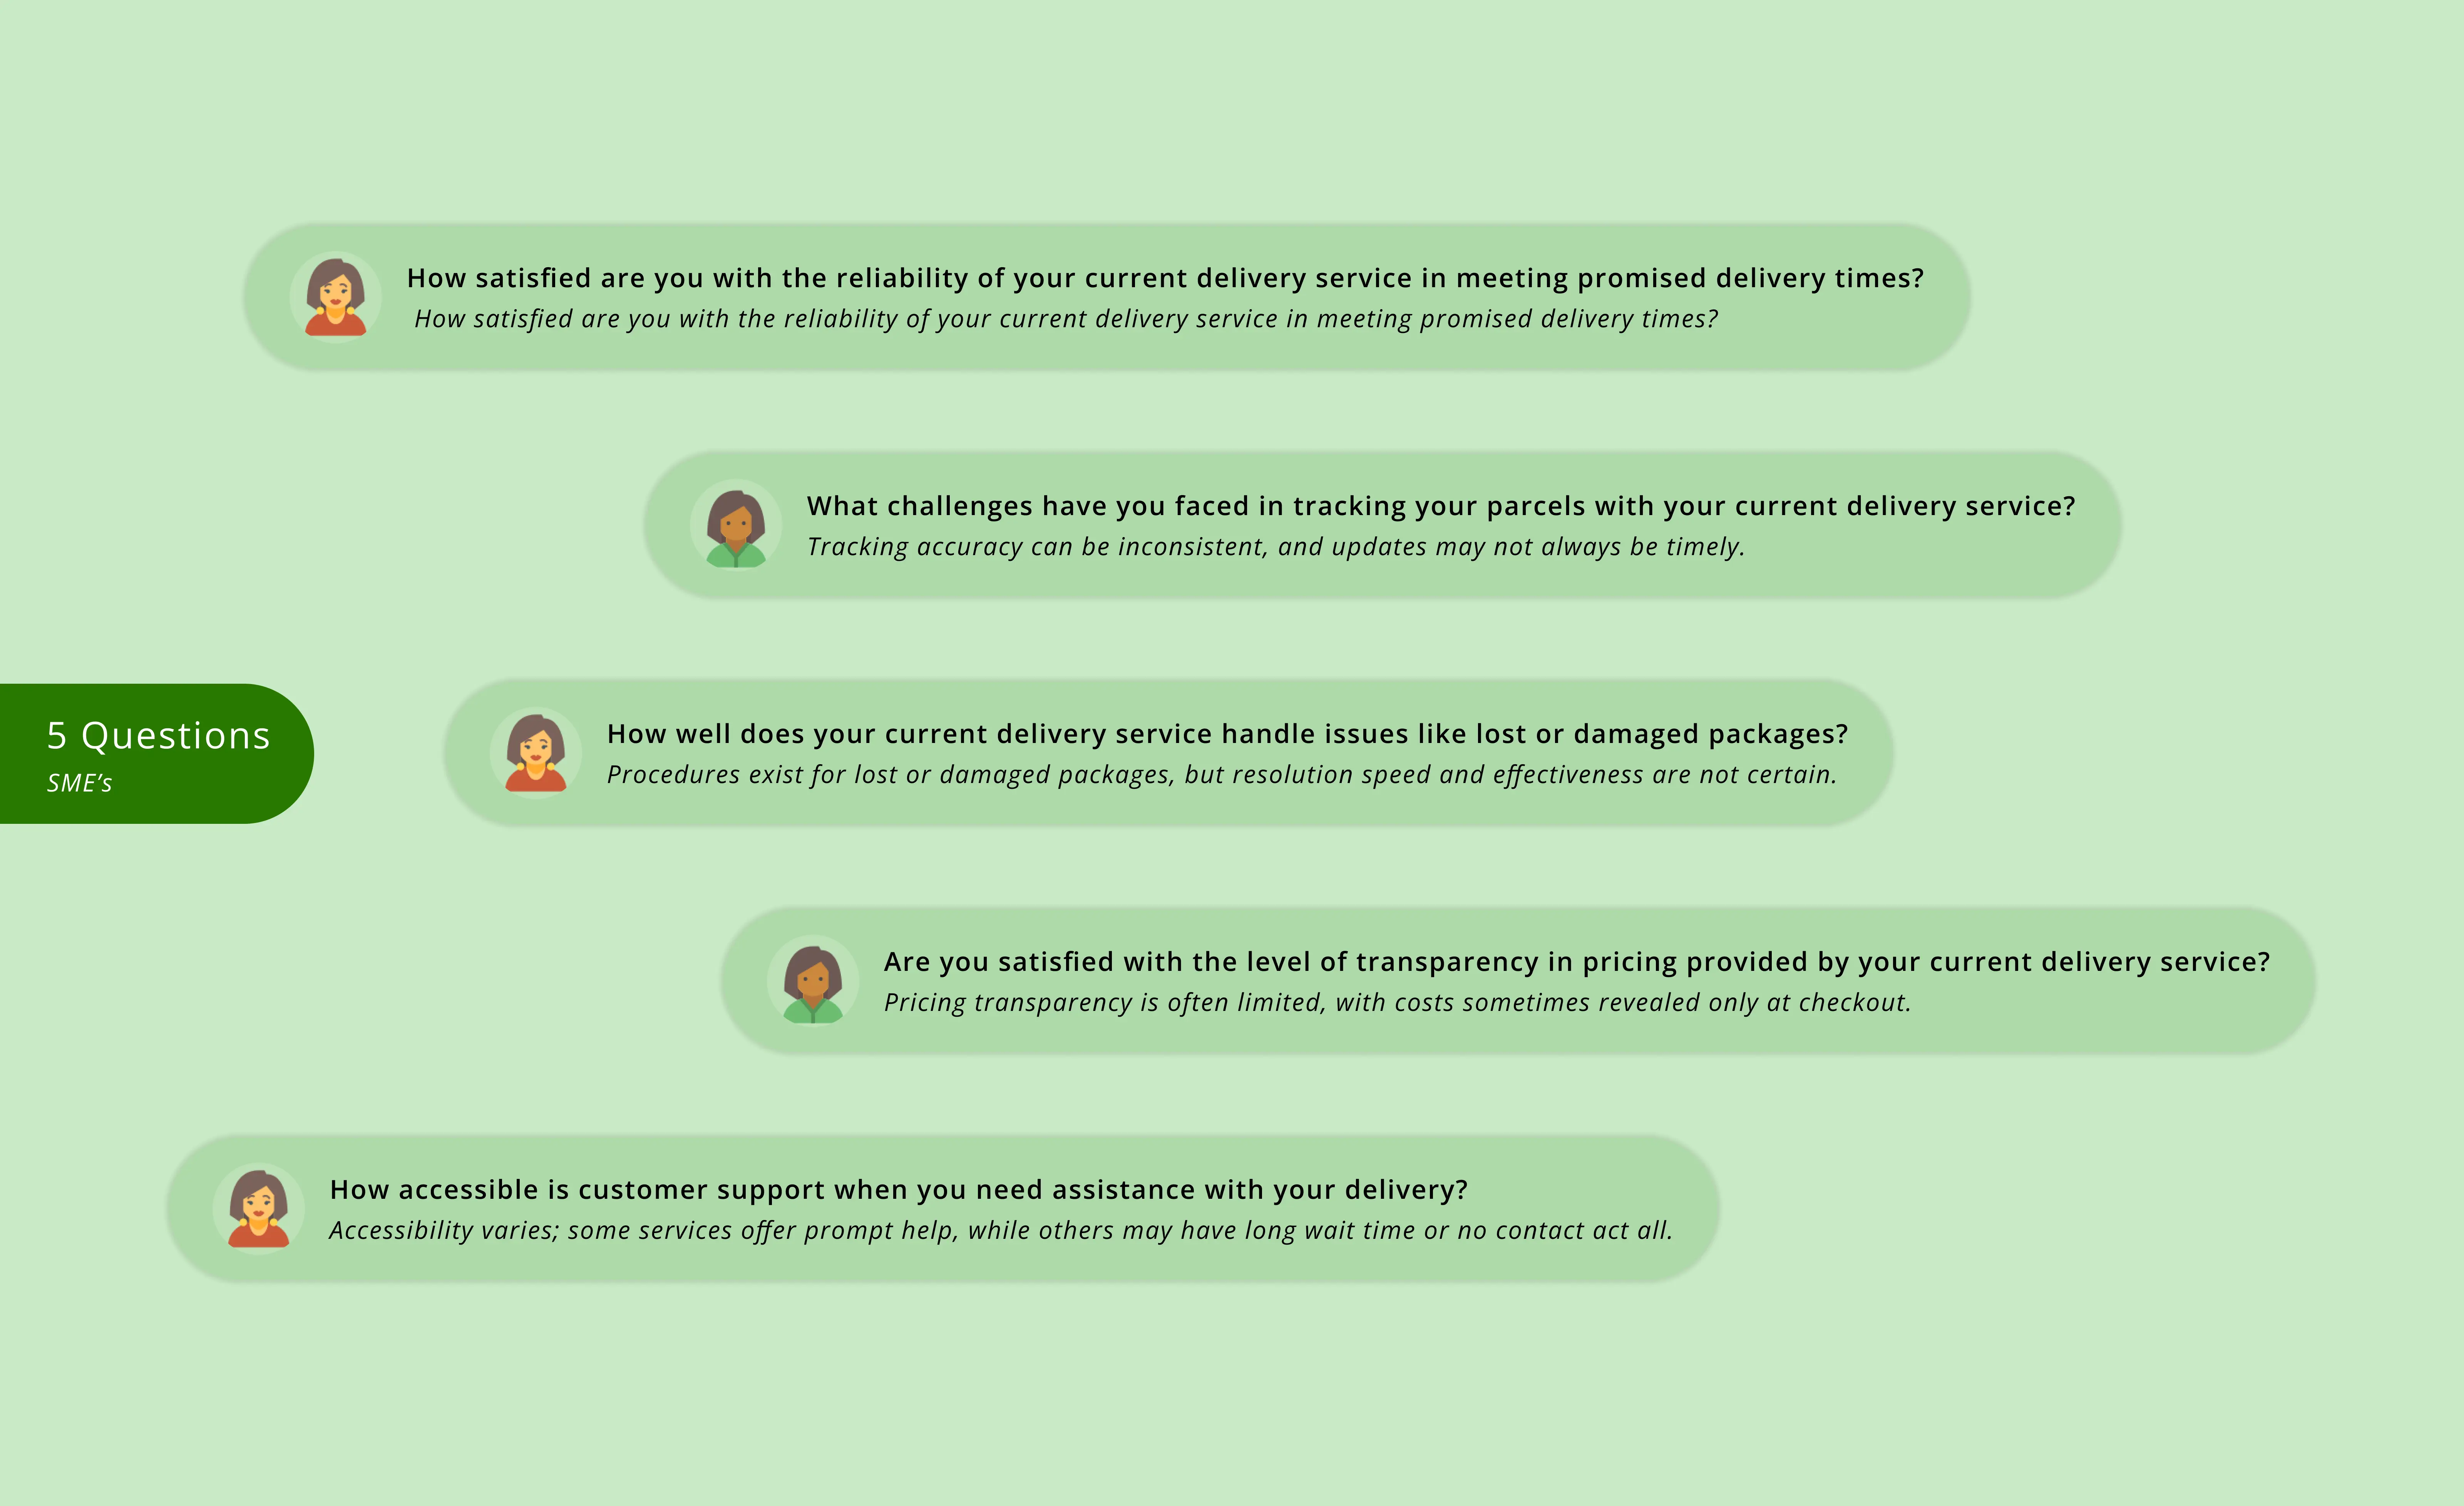 How satisfied are you with the reliability of your current delivery service in meeting promised delivery times?
How satisfied are you with the reliability of your current delivery service in meeting promised delivery times?
What challenges have you faced in tracking your parcels with your current delivery service?
Tracking accuracy can be inconsistent, and updates may not always be timely.
5 Questions
SME’s
How well does your current delivery service handle issues like lost or damaged packages?
Procedures exist for lost or damaged packages, but resolution speed and effectiveness are not certain.
Are you satisfied with the level of transparency in pricing provided by your current delivery service?
Pricing transparency is often limited, with costs sometimes revealed only at checkout.
How accessible is customer support when you need assistance with your delivery?
Accessibility varies; some services offer prompt help, while others may have long wait time or no contact act all.